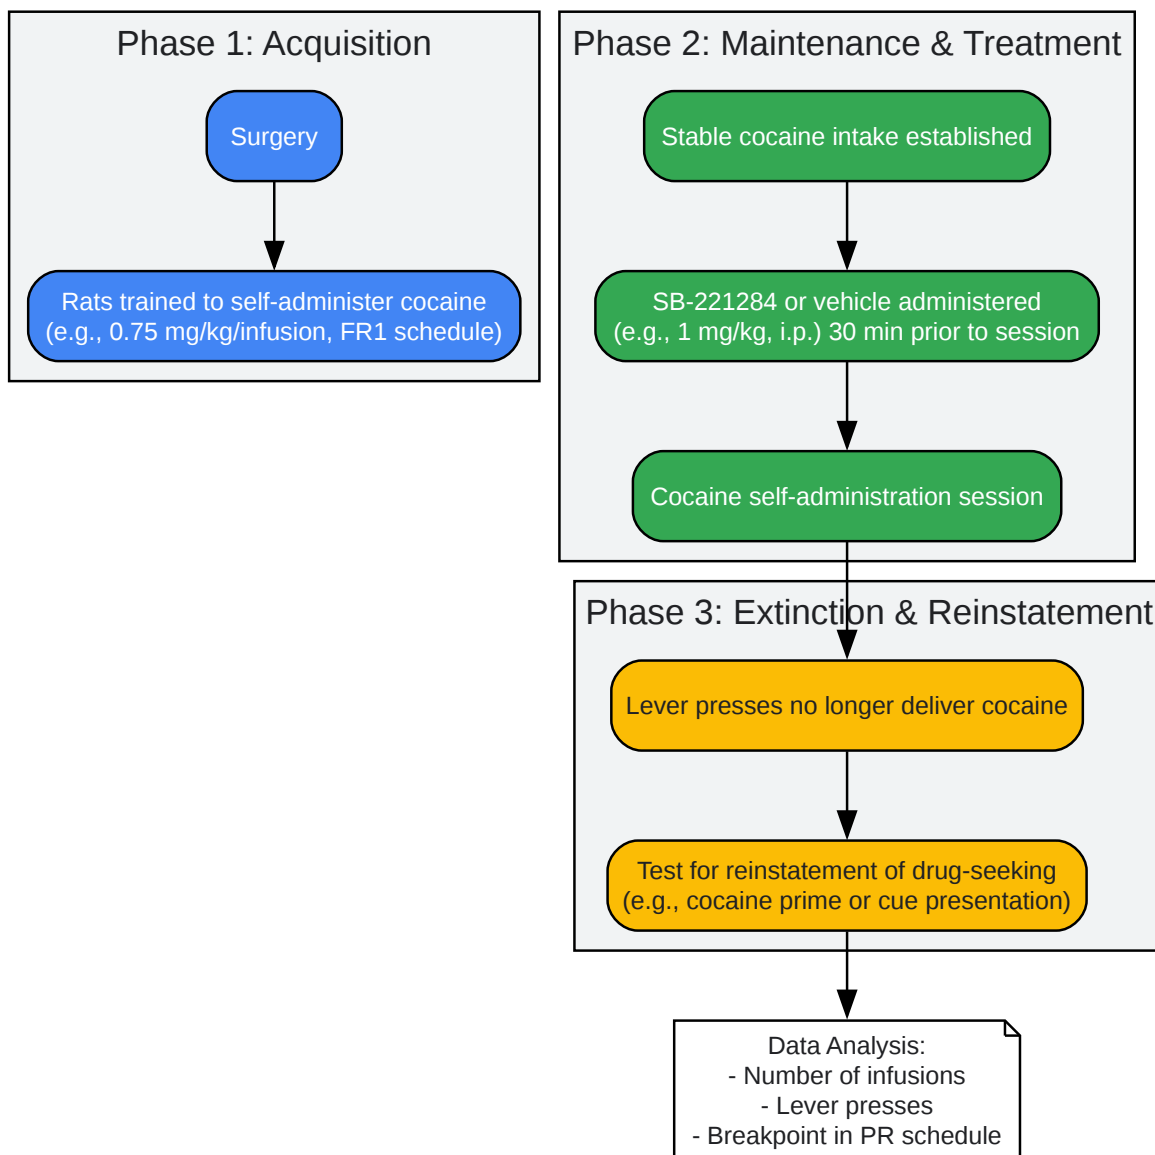 Phase 1: Acquisition
Surgery
Rats trained to self-administer cocaine
(e.g., 0.75 mg/kg/infusion, FR1 schedule)
Phase 2: Maintenance & Treatment
Stable cocaine intake established
SB-221284 or vehicle administered
(e.g., 1 mg/kg, i.p.) 30 min prior to session
Cocaine self-administration session
Phase 3: Extinction & Reinstatement
Lever presses no longer deliver cocaine
Test for reinstatement of drug-seeking
(e.g., cocaine prime or cue presentation)
Data Analysis:
- Number of infusions
- Lever presses
- Breakpoint in PR schedule